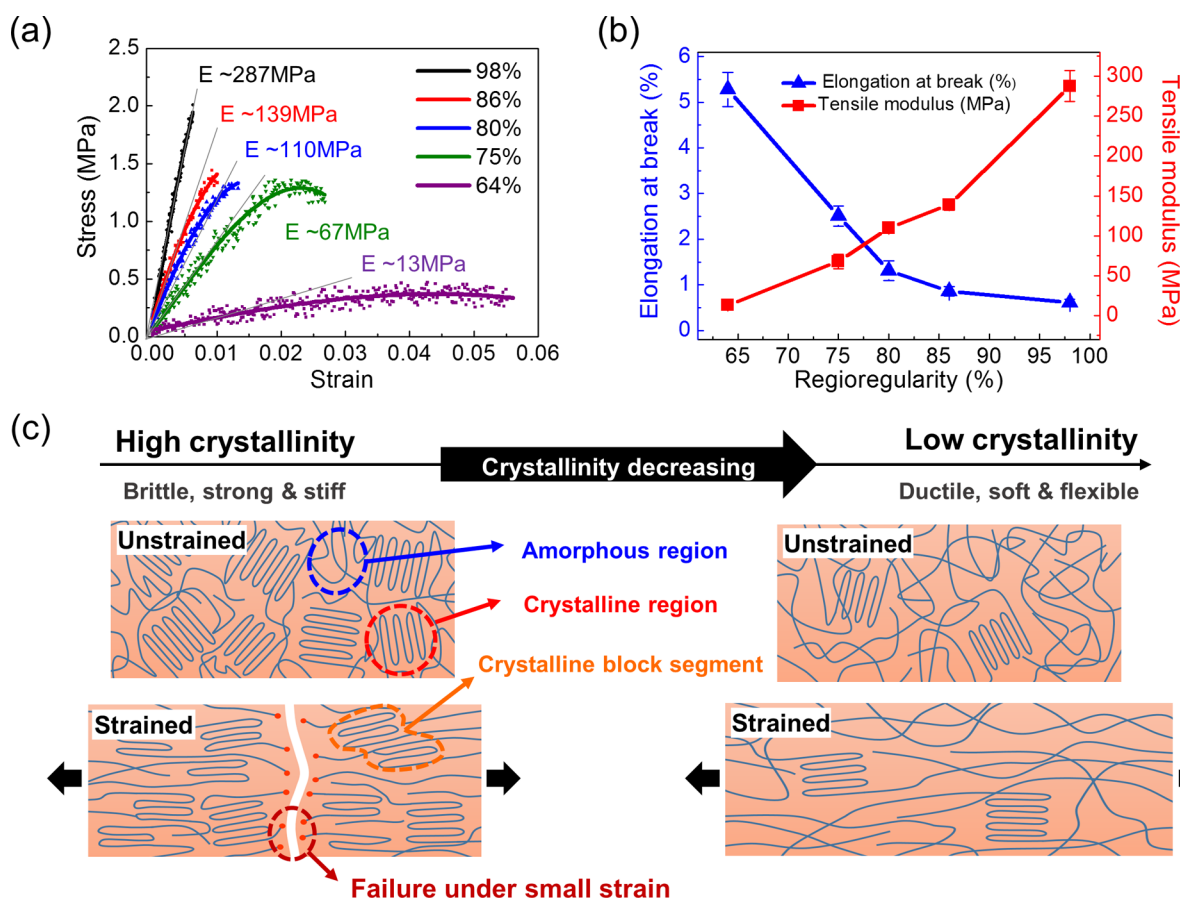 (a)
2.5
2.0
1.5
1.0
0.5
0.0
Stress (MPa)
0.00
0.01
0.02
0.03
0.04
0.05
0.06
Strain
E ~287MPa
E ~139MPa
E ~110MPa
E ~67MPa
E ~13MPa
98%
86%
80%
75%
64%
(b)
6
5
4
3
2
1
0
Elongation at break (%)
Elongation at break (%)
Tensile modulus (MPa)
300
250
200
150
100
50
0
Tensile modulus (MPa)
65
70
75
80
85
90
95
100
Regioregularity (%)
(c)
High crystallinity
Crystallinity decreasing
Low crystallinity
Brittle, strong & stiff
Ductile, soft & flexible
Unstrained
Amorphous region
Crystalline region
Crystalline block segment
Unstrained
Strained
Strained
Failure under small strain